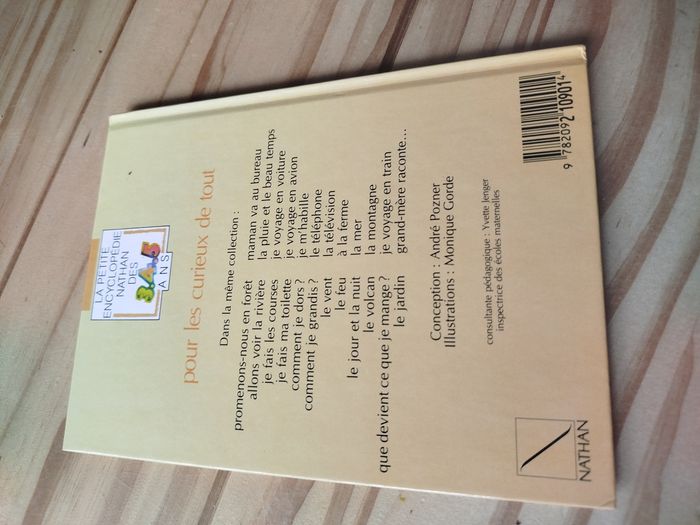 LA PETITE
ENCYCLOPÉDIE
NATHAN
DES
3 4 5
ANS
pour les curieux de tout
Dans la même collection :
promenons-nous en forêt
allons voir la rivière
je fais les courses
je fais ma toilette
comment je dors ?
comment je grandis ?
le vent
le feu
le jour et la nuit
le volcan
que devient ce que je mange ?
le jardin
maman va au bureau
la pluie et le beau temps
je voyage en voiture
je voyage en avion
je m'habille
le téléphone
la télévision
à la ferme
la mer
la montagne
je voyage en train
grand-mère raconte...
Conception : André Pozner
Illustrations : Monique Gorde
consultante pédagogique : Yvette Jenger
inspectrice des écoles maternelles
NATHAN
9 782092 109014